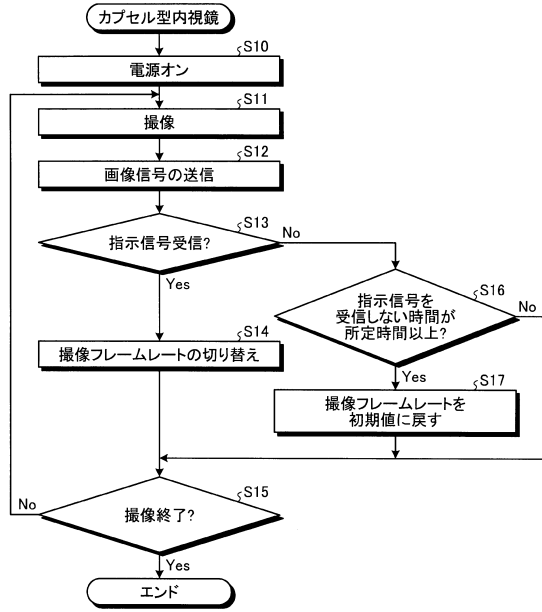 カプセル型内視鏡
S10
電源オン
S11
撮像
S12
画像信号の送信
S13
指示信号受信?
No
Yes
S16
指示信号を
受信しない時間が
所定時間以上?
No
Yes
S14
撮像フレームレートの切り替え
S17
撮像フレームレートを
初期値に戻す
S15
撮像終了?
No
Yes
エンド